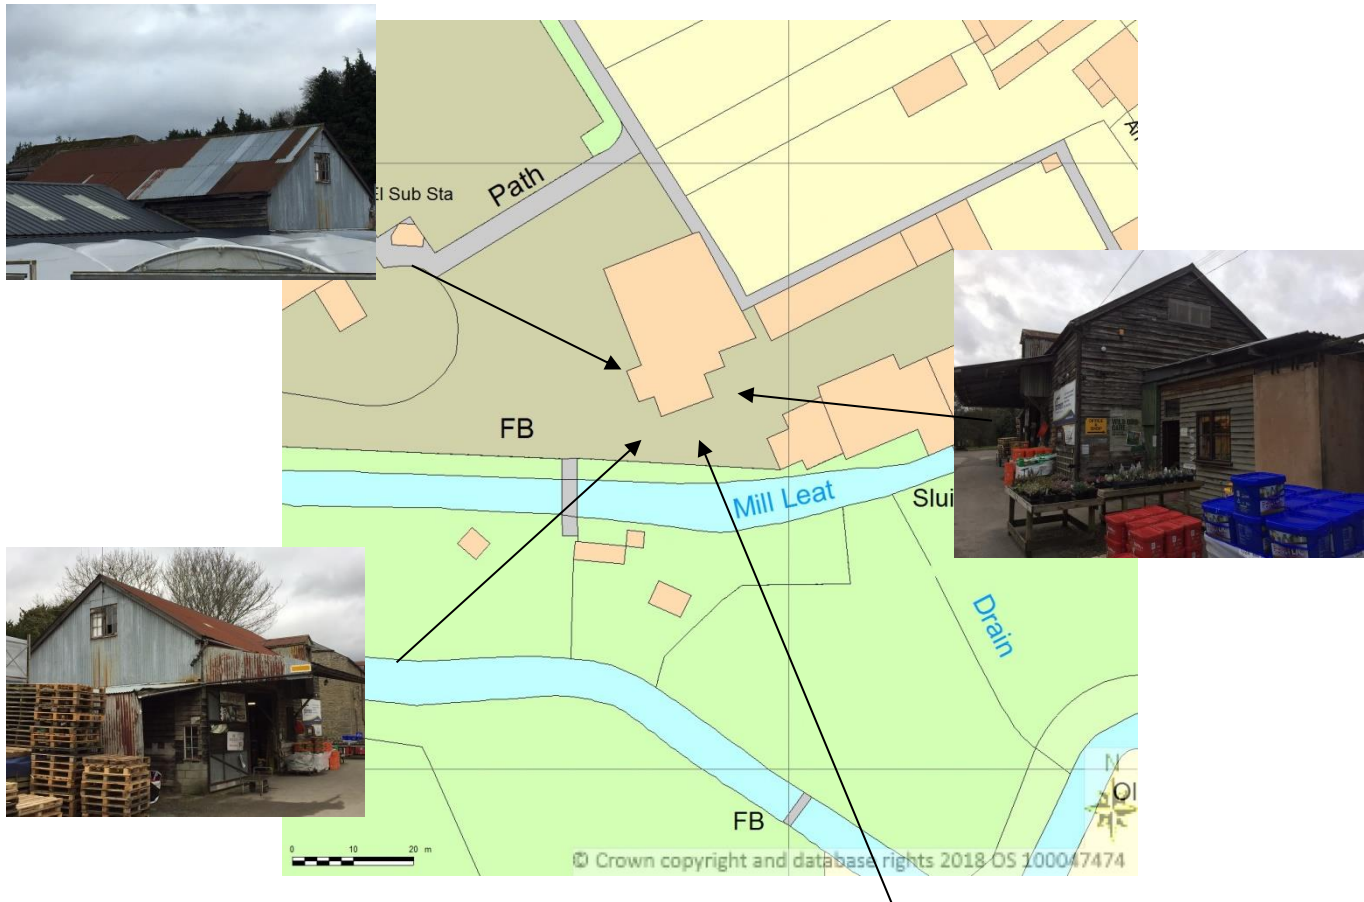 El Sub Sta
Path
FB
Mill Leat
Drain
FB
N
0 10 20 m
© Crown copyright and database rights 2018 OS 100047474